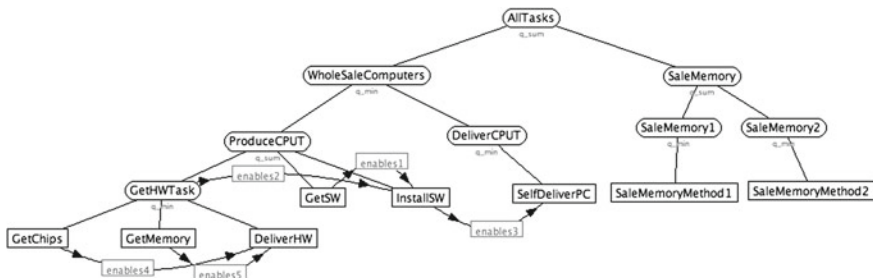 AllTasks
q_sum
WholeSaleComputers
q_min
SaleMemory
q_sum
ProduceCPUT
q_sum
DeliverCPUT
q_min
SaleMemory1
q_min
SaleMemory2
q_min
enables1
enables2
GetHWTask
q_min
GetSW
InstallSW
SelfDeliverPC
SaleMemoryMethod1
SaleMemoryMethod2
GetChips
GetMemory
DeliverHW
enables3
enables4
enables5